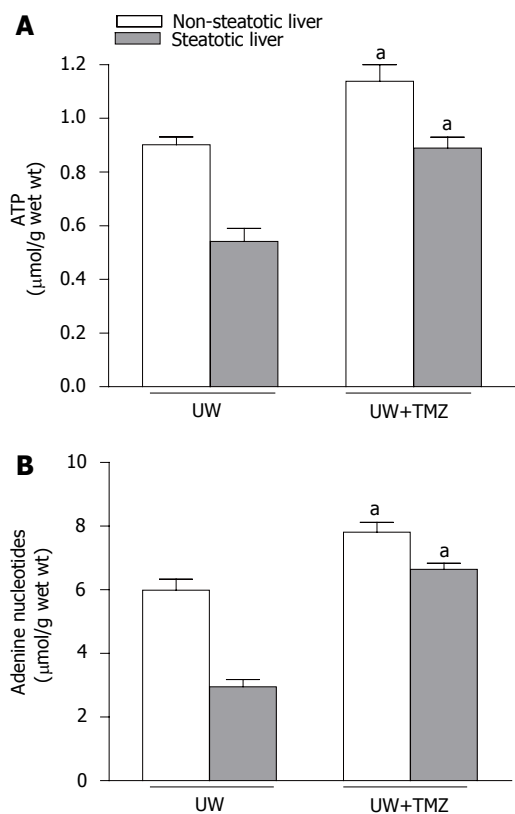 A
Non-steatotic liver
Steatotic liver
ATP
(μmol/g wet wt)
1.2
1.0
0.8
0.6
0.4
0.2
0.0
a
a
UW
UW+TMZ
B
Adenine nucleotides
(μmol/g wet wt)
10
8
6
4
2
0
a
a
UW
UW+TMZ